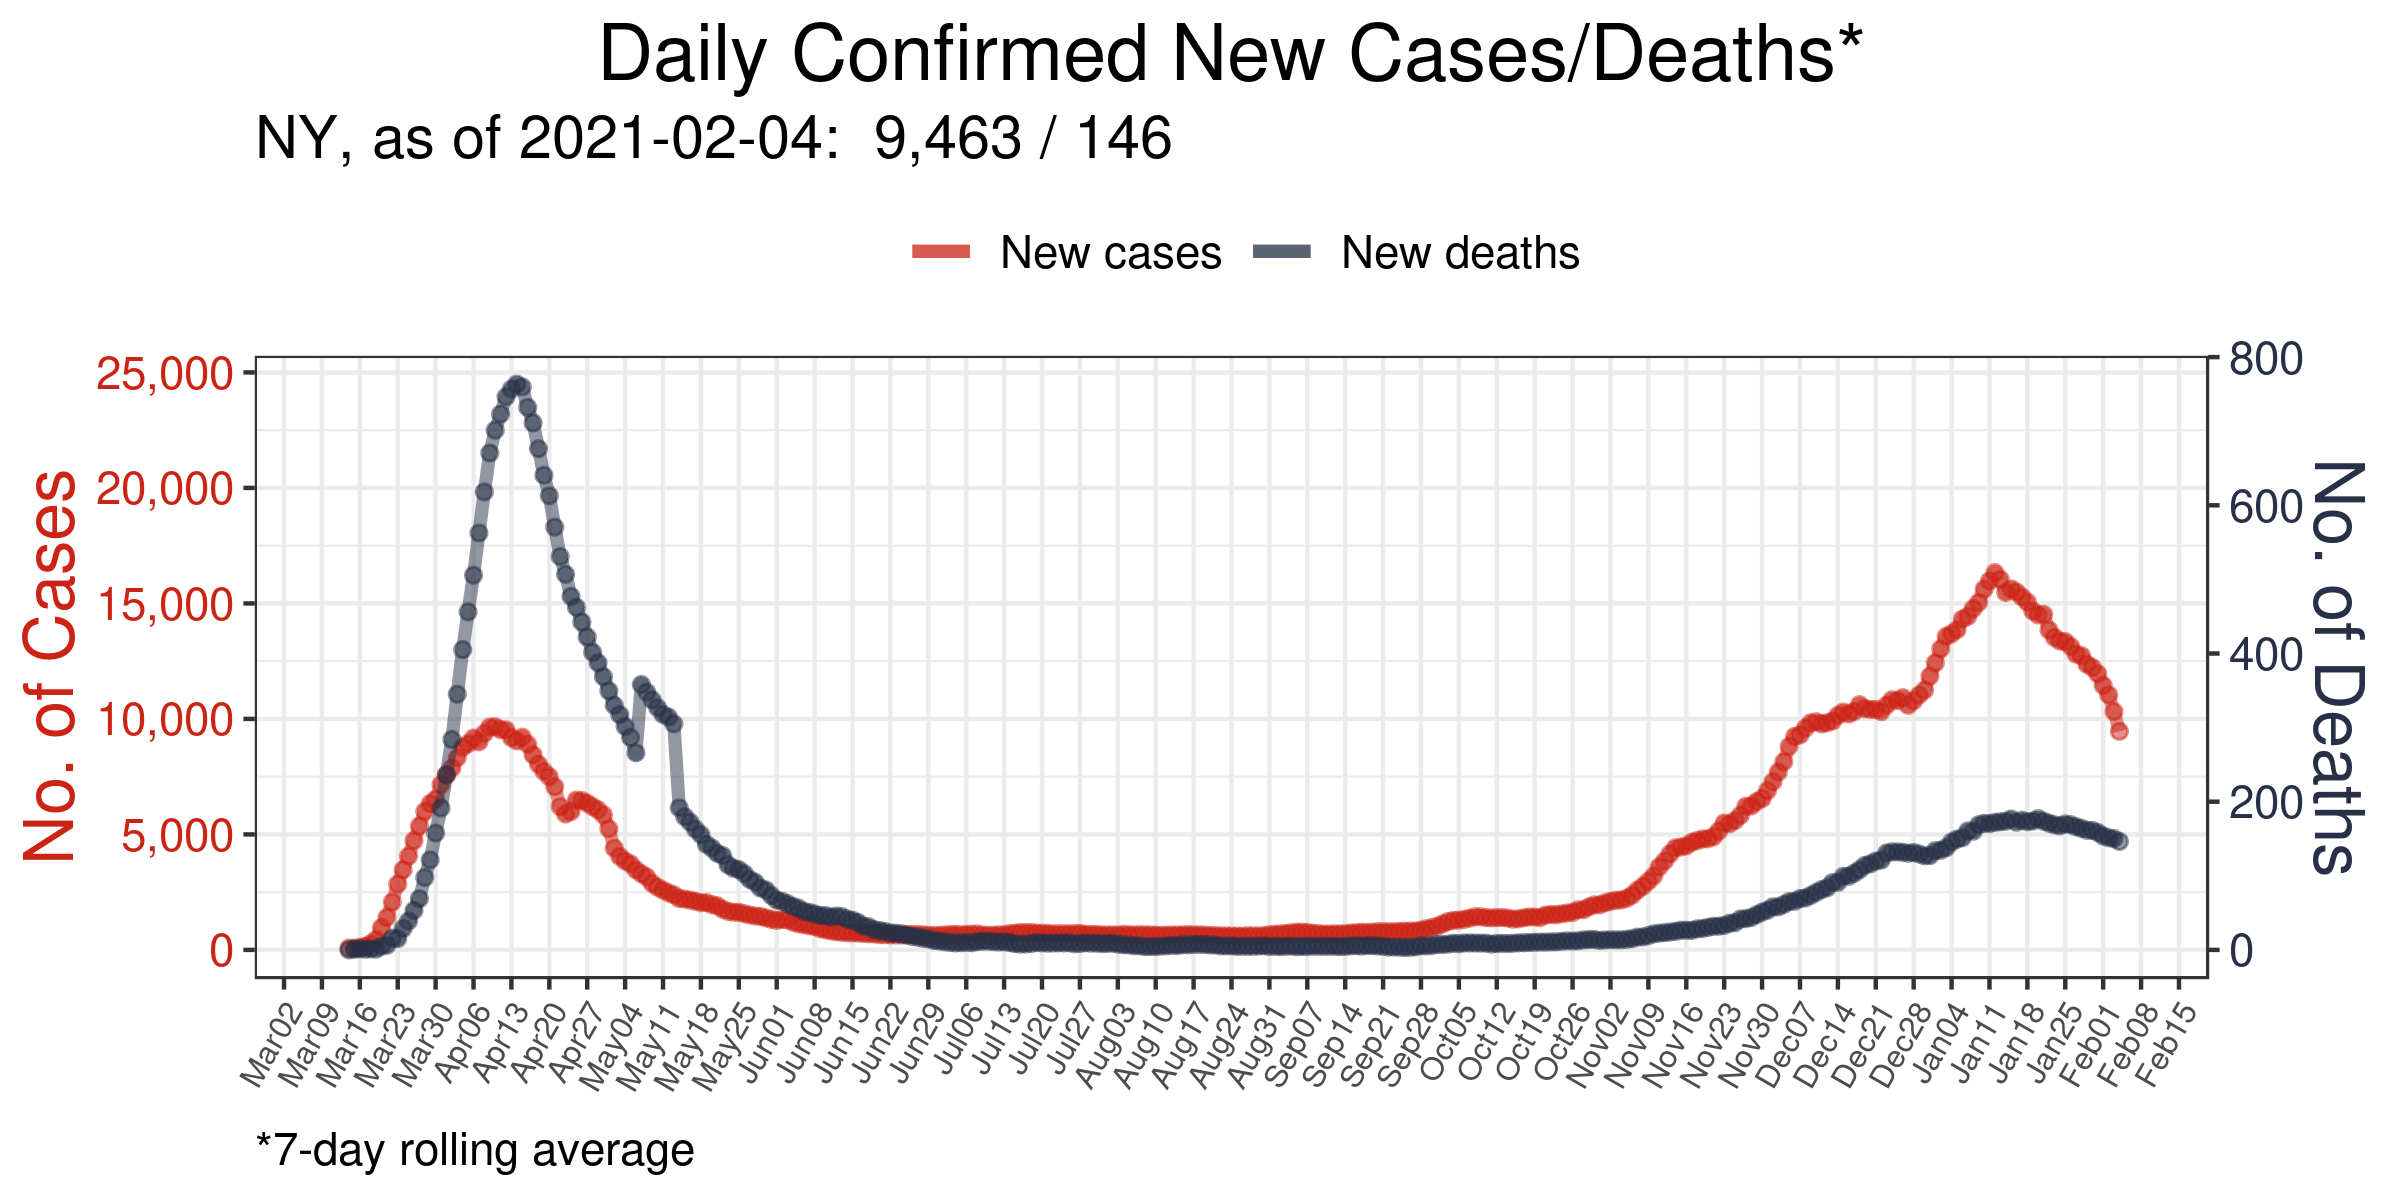 Daily Confirmed New Cases/Deaths*
NY, as of 2021-02-04:  9,463 / 146
New cases New deaths
No. of Cases
25,000
20,000
15,000
10,000
5,000
0
800
600
400
200
0
No. of Deaths
Mar02 Mar09 Mar16 Mar23 Mar30 Apr06 Apr13 Apr20 Apr27 May04 May11 May18 May25 Jun01 Jun08 Jun15 Jun22 Jun29 Jul06 Jul13 Jul20 Jul27 Aug03 Aug10 Aug17 Aug24 Aug31 Sep07 Sep14 Sep21 Sep28 Oct05 Oct12 Oct19 Oct26 Nov02 Nov09 Nov16 Nov23 Nov30 Dec07 Dec14 Dec21 Dec28 Jan04 Jan11 Jan18 Jan25 Feb01 Feb08 Feb15
*7-day rolling average